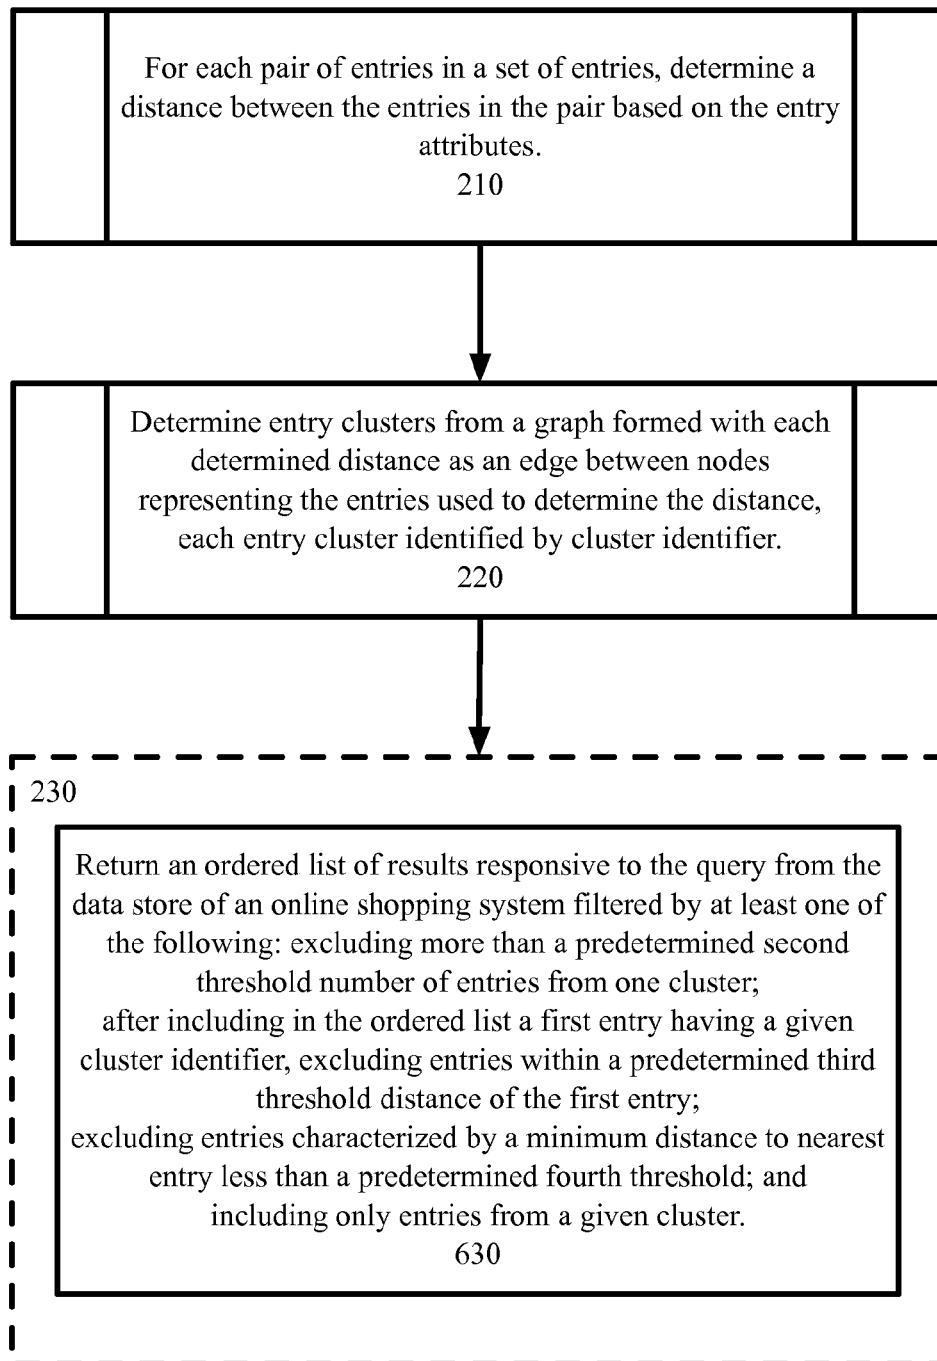 For each pair of entries in a set of entries, determine a
distance between the entries in the pair based on the entry
attributes.
210
Determine entry clusters from a graph formed with each
determined distance as an edge between nodes
representing the entries used to determine the distance,
each entry cluster identified by cluster identifier.
220
230
Return an ordered list of results responsive to the query from the
data store of an online shopping system filtered by at least one of
the following: excluding more than a predetermined second
threshold number of entries from one cluster;
after including in the ordered list a first entry having a given
cluster identifier, excluding entries within a predetermined third
threshold distance of the first entry;
excluding entries characterized by a minimum distance to nearest
entry less than a predetermined fourth threshold; and
including only entries from a given cluster.
630